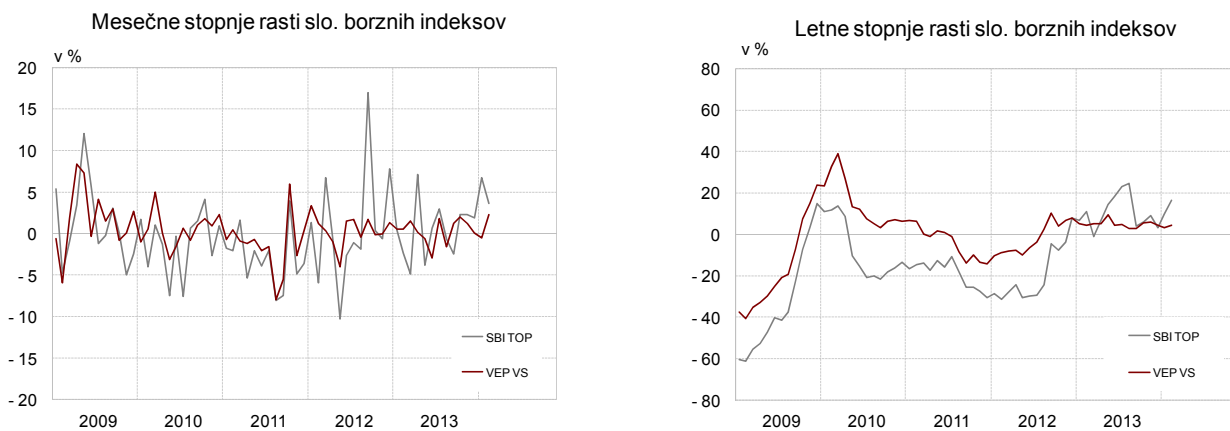 Mesečne stopnje rasti slo. borznih indeksov
v %
20
15
10
5
0
- 5
- 10
- 15
- 20
SBI TOP
VEP VS
2009 2010 2011 2012 2013
Letne stopnje rasti slo. borznih indeksov
v %
80
60
40
20
0
- 20
- 40
- 60
- 80
SBI TOP
VEP VS
2009 2010 2011 2012 2013